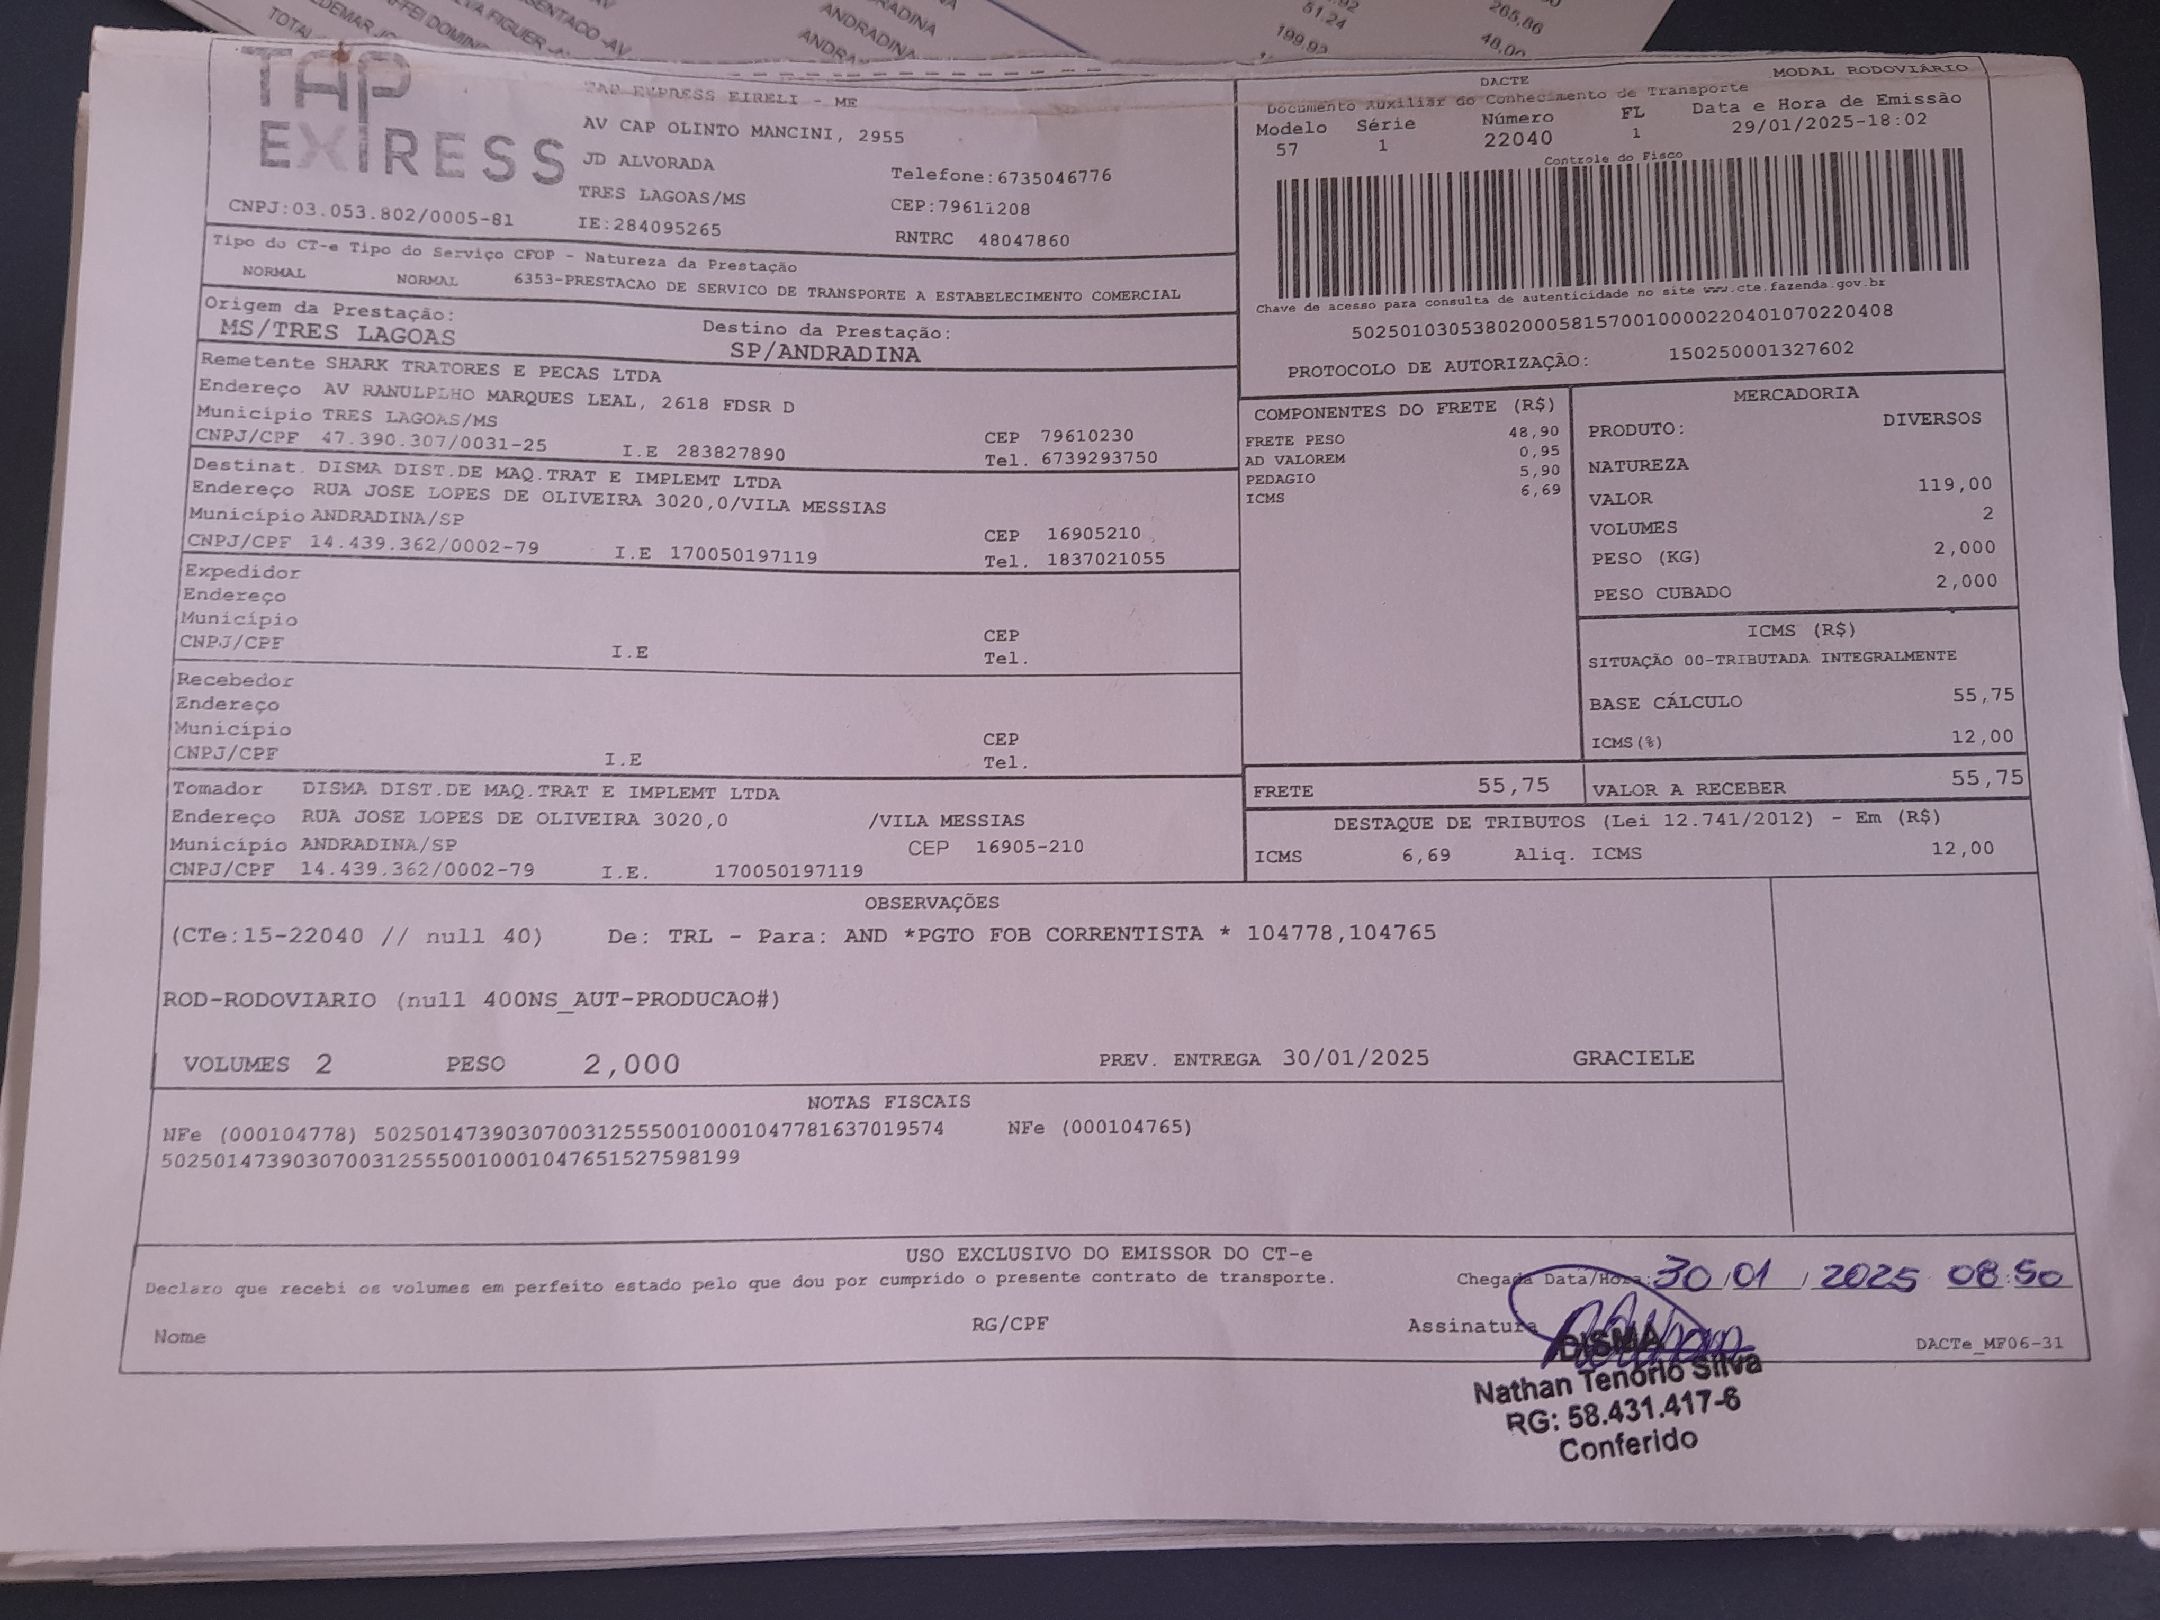 SENTACO -AV
ANDRADINA
51,24
265,86
ANDRADINA
199,92
48,00
TOTAL
TAP
EXPRESS
TAP EXPRESS EIRELI - ME
AV CAP OLINTO MANCINI, 2955
JD ALVORADA
Telefone:6735046776
TRES LAGOAS/MS
CEP:79611208
CNPJ:03.053.802/0005-81
IE:284095265
RNTRC 48047860
DACTE
MODAL RODOVIÁRIO
Documento Auxiliar do Conhecimento de Transporte
Modelo Série Número FL Data e Hora de Emissão
57 1 22040 1 29/01/2025-18:02
Controle do Fisco
Chave de acesso para consulta de autenticidade no site www.cte.fazenda.gov.br
50250103053802000581570010000220401070220408
PROTOCOLO DE AUTORIZAÇÃO: 150250001327602
Tipo do CT-e Tipo do Serviço CFOP - Natureza da Prestação
NORMAL NORMAL 6353-PRESTACAO DE SERVICO DE TRANSPORTE A ESTABELECIMENTO COMERCIAL
Origem da Prestação: Destino da Prestação:
MS/TRES LAGOAS SP/ANDRADINA
Remetente SHARK TRATORES E PECAS LTDA
Endereço AV RANULPLHO MARQUES LEAL, 2618 FDSR D
Município TRES LAGOAS/MS CEP 79610230
CNPJ/CPF 47.390.307/0031-25 I.E 283827890 Tel. 6739293750
Destinat. DISMA DIST.DE MAQ.TRAT E IMPLEMT LTDA
Endereço RUA JOSE LOPES DE OLIVEIRA 3020,0/VILA MESSIAS
Município ANDRADINA/SP CEP 16905210
CNPJ/CPF 14.439.362/0002-79 I.E 170050197119 Tel. 1837021055
Expedidor
Endereço
Município CEP
CNPJ/CPF I.E Tel.
Recebedor
Endereço
Município CEP
CNPJ/CPF I.E Tel.
Tomador DISMA DIST.DE MAQ.TRAT E IMPLEMT LTDA
Endereço RUA JOSE LOPES DE OLIVEIRA 3020,0 /VILA MESSIAS
Município ANDRADINA/SP CEP 16905-210
CNPJ/CPF 14.439.362/0002-79 I.E. 170050197119
COMPONENTES DO FRETE (R$)
FRETE PESO 48,90
AD VALOREM 0,95
PEDAGIO 5,90
ICMS 6,69
MERCADORIA
PRODUTO: DIVERSOS
NATUREZA
VALOR 119,00
VOLUMES 2
PESO (KG) 2,000
PESO CUBADO 2,000
ICMS (R$)
SITUAÇÃO 00-TRIBUTADA INTEGRALMENTE
BASE CÁLCULO 55,75
ICMS(%) 12,00
FRETE 55,75 VALOR A RECEBER 55,75
DESTAQUE DE TRIBUTOS (Lei 12.741/2012) - Em (R$)
ICMS 6,69 Aliq. ICMS 12,00
OBSERVAÇÕES
(CTe:15-22040 // null 40) De: TRL - Para: AND *PGTO FOB CORRENTISTA * 104778,104765
ROD-RODOVIARIO (null 400NS_AUT-PRODUCAO#)
VOLUMES 2 PESO 2,000 PREV. ENTREGA 30/01/2025 GRACIELE
NOTAS FISCAIS
NFe (000104778) 50250147390307003125550010001047781637019574 NFe (000104765)
50250147390307003125550010001047651527598199
USO EXCLUSIVO DO EMISSOR DO CT-e
Declaro que recebi os volumes em perfeito estado pelo que dou por cumprido o presente contrato de transporte. Chegada Data/Hora: 30/01/2025 08:50
Nome RG/CPF Assinatura
DACTe_MF06-31
DISMA
Nathan Tenório Silva
RG: 58.431.417-6
Conferido